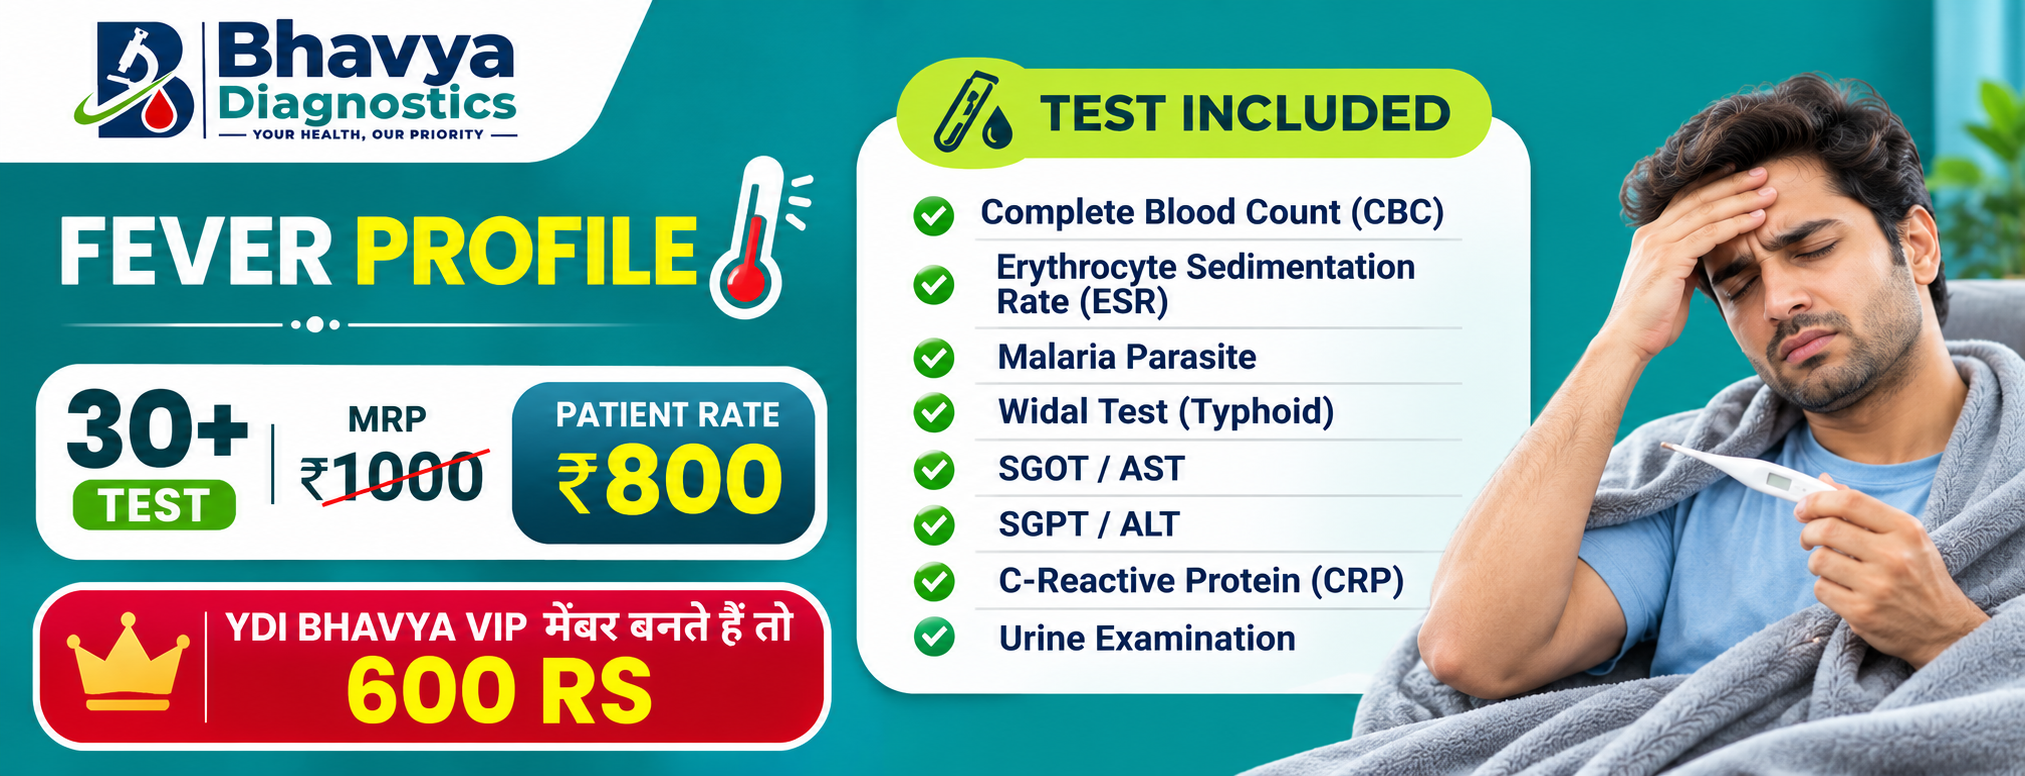 Bhavya
Diagnostics
YOUR HEALTH, OUR PRIORITY
FEVER PROFILE
30+
TEST
MRP
₹1000
PATIENT RATE
₹800
YDI BHAVYA VIP मेंबर बनते हैं तो
600 RS
TEST INCLUDED
Complete Blood Count (CBC)
Erythrocyte Sedimentation
Rate (ESR)
Malaria Parasite
Widal Test (Typhoid)
SGOT / AST
SGPT / ALT
C-Reactive Protein (CRP)
Urine Examination